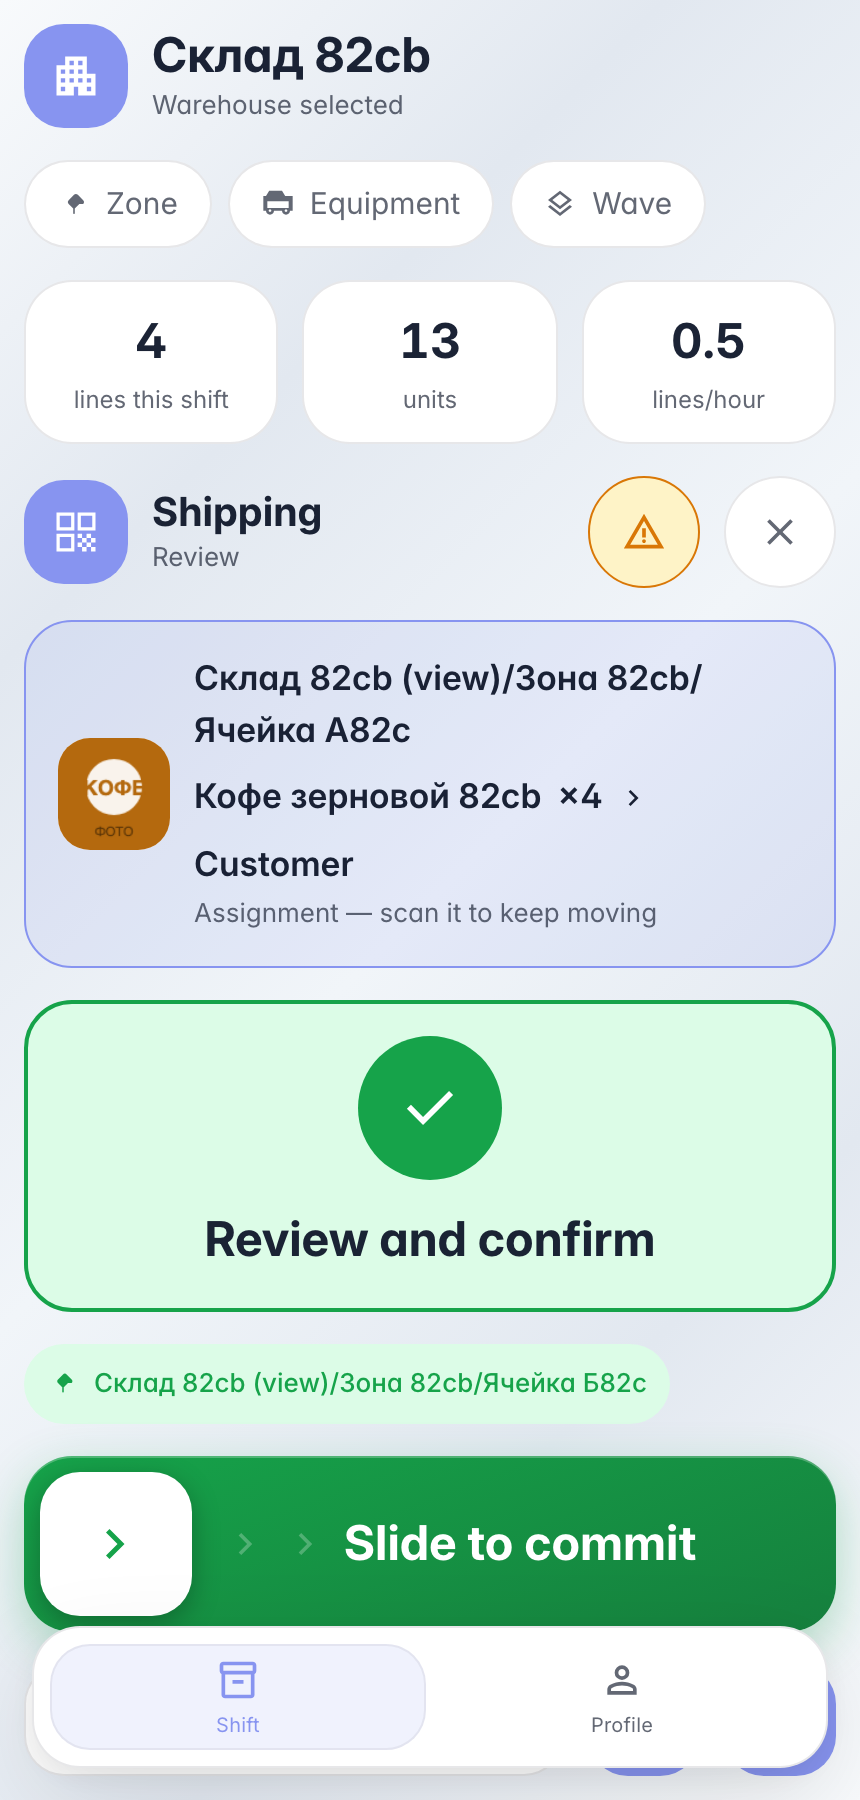 Склад 82cb
Warehouse selected
Zone
Equipment
Wave
4
13
0.5
lines this shift
units
lines/hour
Shipping
Review
Склад 82cb (view)/Зона 82cb/
Ячейка А82c
КОФЕ
ФОТО
Кофе зерновой 82cb ×4
Customer
Assignment — scan it to keep moving
Review and confirm
Склад 82cb (view)/Зона 82cb/Ячейка Б82c
Slide to commit
Shift
Profile